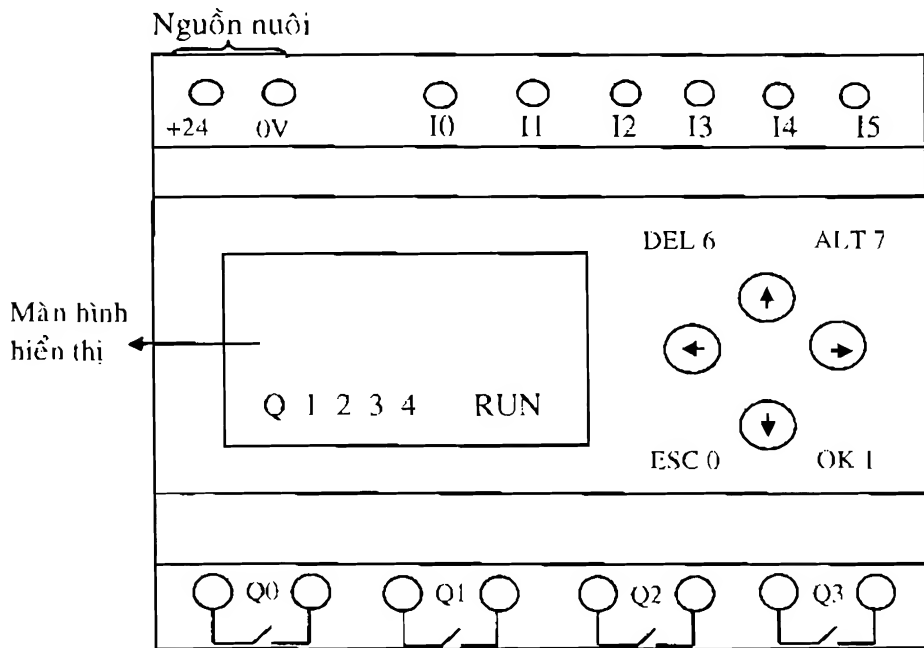 Nguồn nuôi
+24 0V I0 I1 I2 I3 I4 I5
DEL 6 ALT 7
Màn hình
hiển thị
Q 1 2 3 4 RUN
ESC 0 OK 1
Q0 Q1 Q2 Q3